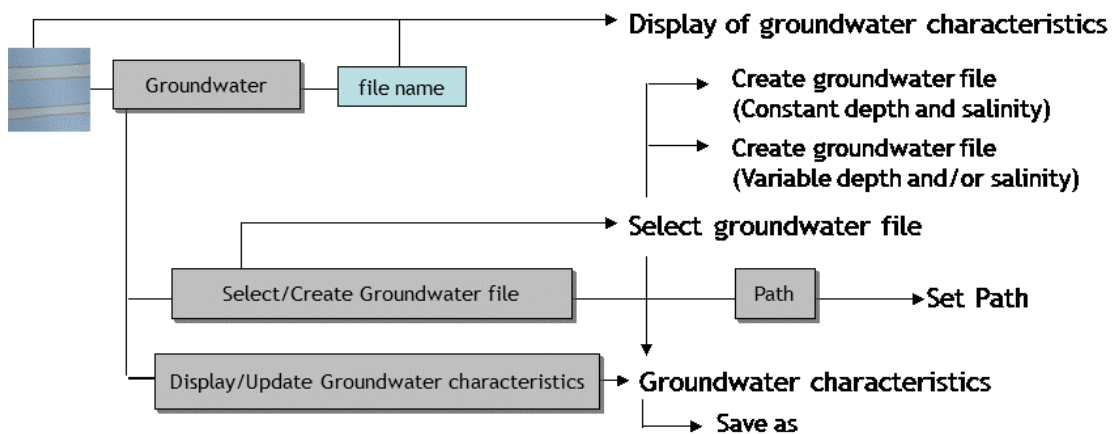 Display of groundwater characteristics
Groundwater
file name
Create groundwater file
(Constant depth and salinity)
Create groundwater file
(Variable depth and/or salinity)
Select groundwater file
Select/Create Groundwater file
Path
Set Path
Display/Update Groundwater characteristics
Groundwater characteristics
Save as